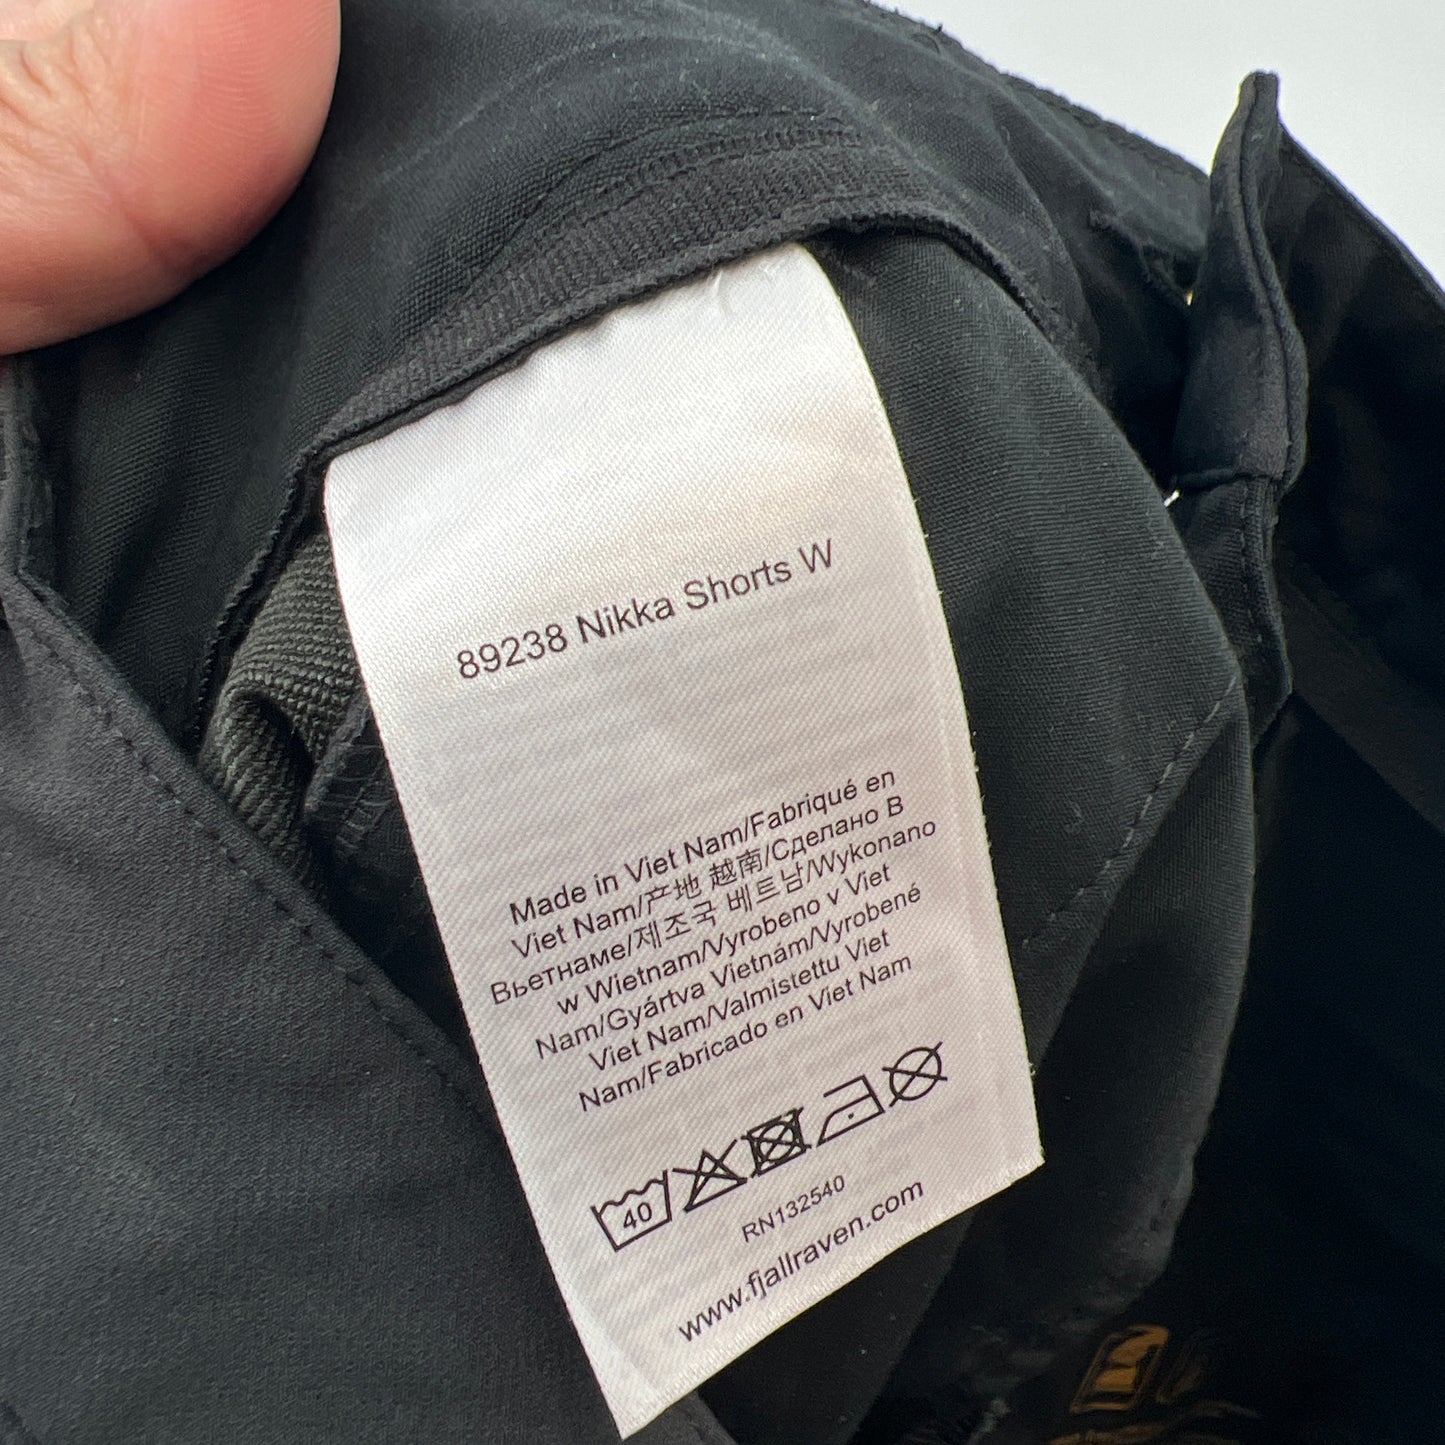 89238 Nikka Shorts W
Made in Viet Nam/Fabriqué en
Viet Nam/产地 越南/Сделано В
Вьетнаме/제조국 베트남/Wykonano
w Wietnam/Vyrobeno v Viet
Nam/Gyártva Vietnám/Vyrobené
Viet Nam/Valmistettu Viet
Nam/Fabricado en Viet Nam
40
RN132540
www.fjallraven.com